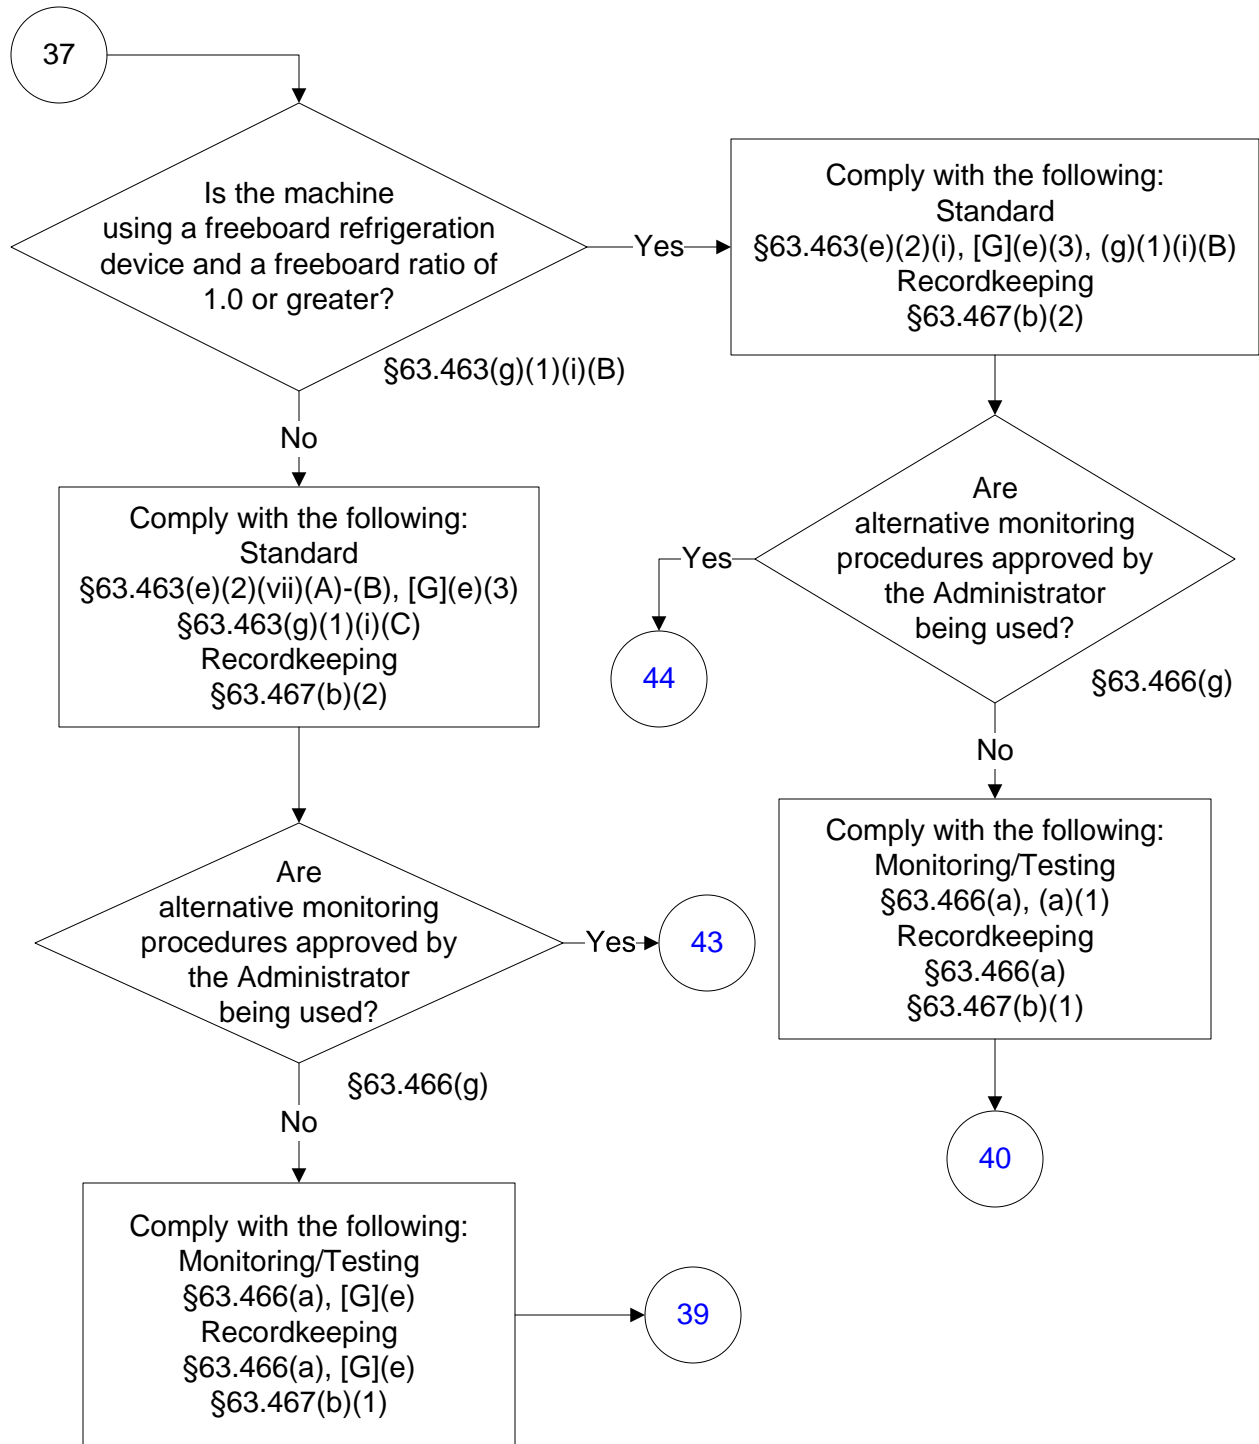 37
Is the machine
using a freeboard refrigeration
device and a freeboard ratio of
1.0 or greater?
§63.463(g)(1)(i)(B)
Yes
Comply with the following:
Standard
§63.463(e)(2)(i), [G](e)(3), (g)(1)(i)(B)
Recordkeeping
§63.467(b)(2)
No
Comply with the following:
Standard
§63.463(e)(2)(vii)(A)-(B), [G](e)(3)
§63.463(g)(1)(i)(C)
Recordkeeping
§63.467(b)(2)
Are
alternative monitoring
procedures approved by
the Administrator
being used?
§63.466(g)
Yes
44
No
Comply with the following:
Monitoring/Testing
§63.466(a), (a)(1)
Recordkeeping
§63.466(a)
§63.467(b)(1)
40
Are
alternative monitoring
procedures approved by
the Administrator
being used?
§63.466(g)
Yes
43
No
Comply with the following:
Monitoring/Testing
§63.466(a), [G](e)
Recordkeeping
§63.466(a), [G](e)
§63.467(b)(1)
39